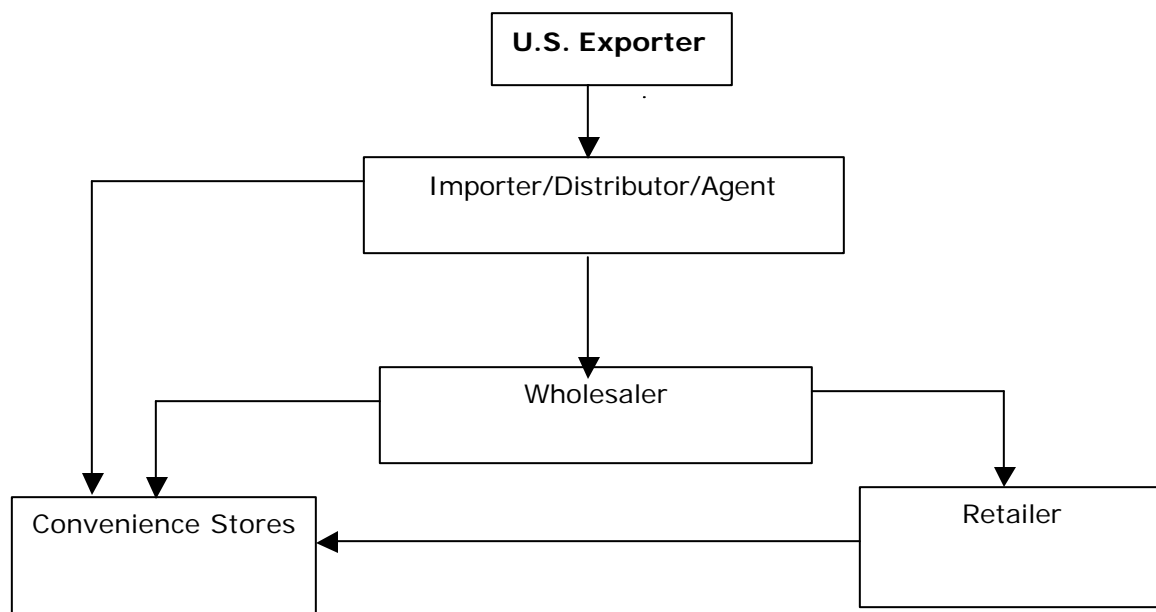 U.S. Exporter
Importer/Distributor/Agent
Wholesaler
Convenience Stores
Retailer